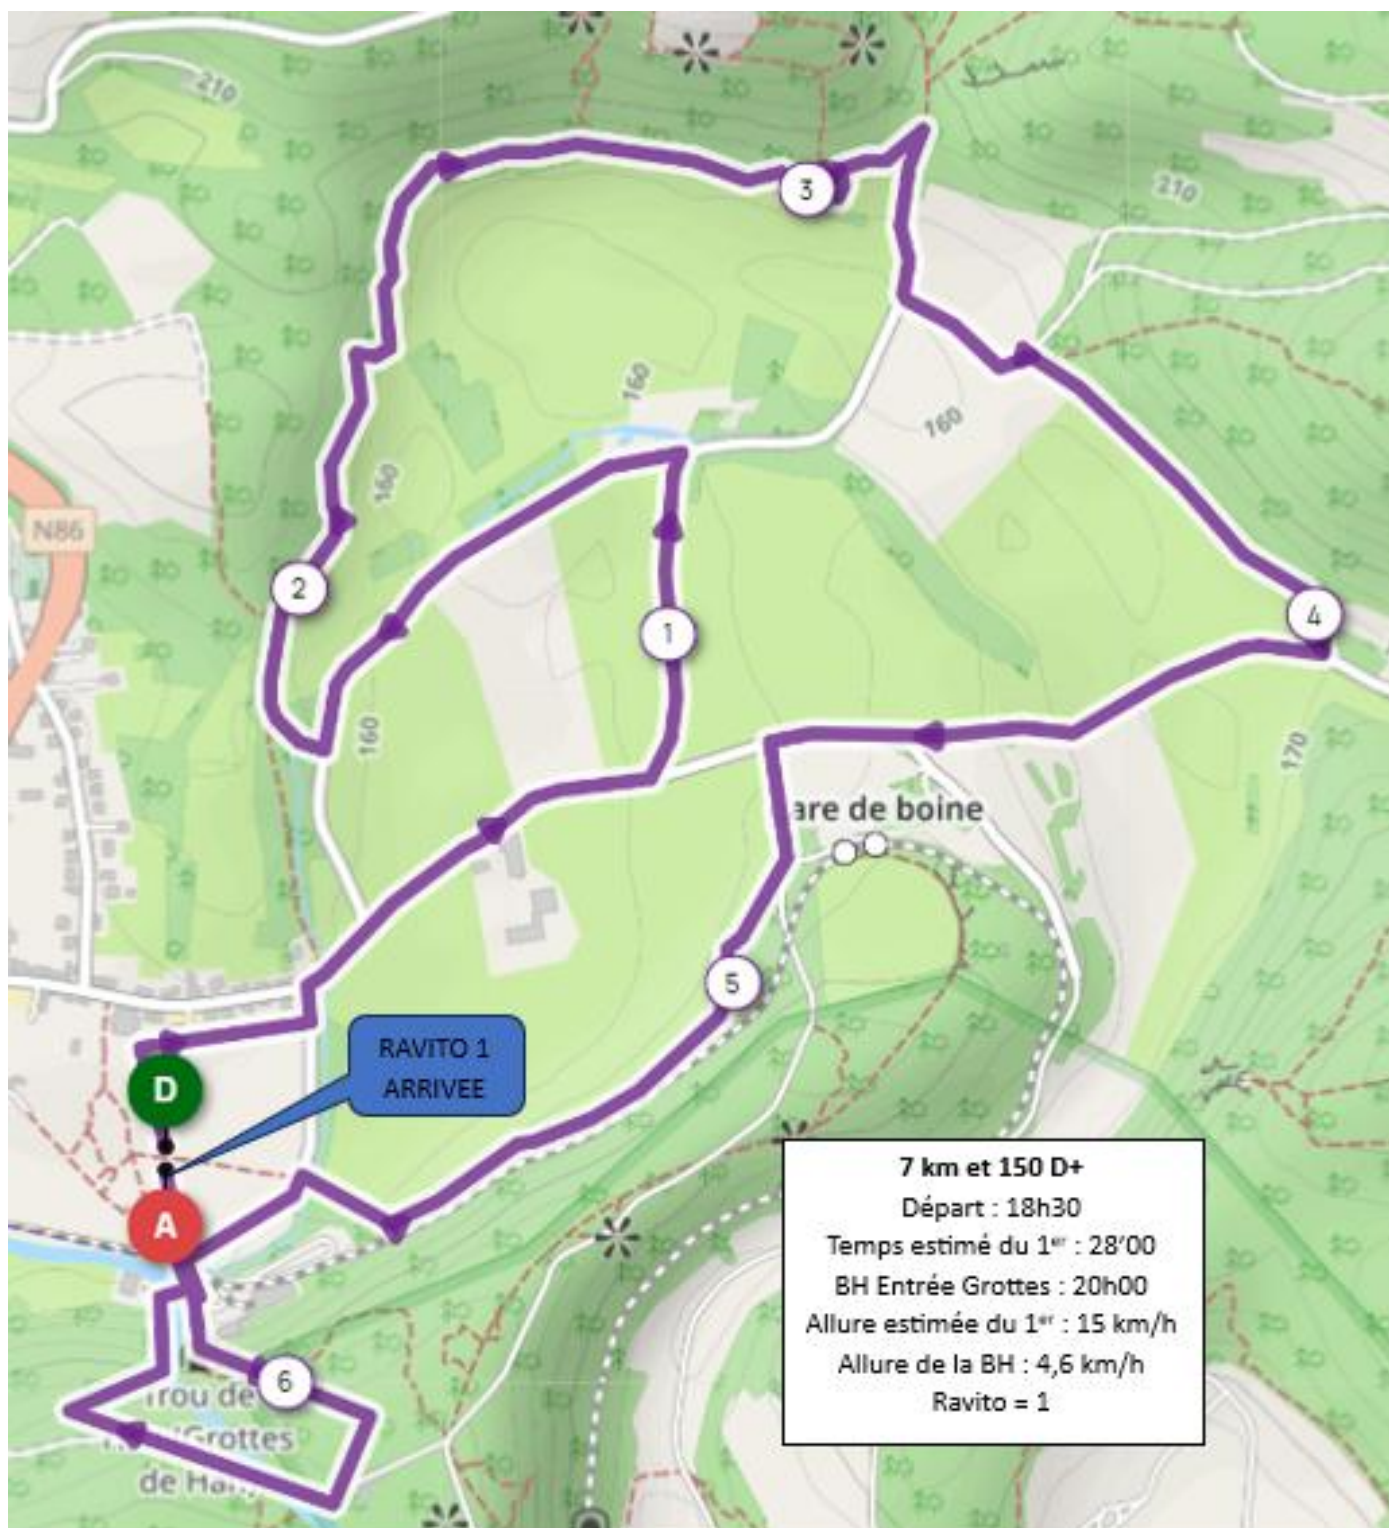 210
3
210
160
160
160
N86
2
1
4
160
170
are de boine
5
RAVITO 1
ARRIVEE
D
A
7 km et 150 D+
Départ : 18h30
Temps estimé du 1er : 28'00
BH Entrée Grottes : 20h00
Allure estimée du 1er : 15 km/h
Allure de la BH : 4,6 km/h
Ravito = 1
6
Trou de
Grottes
de Han